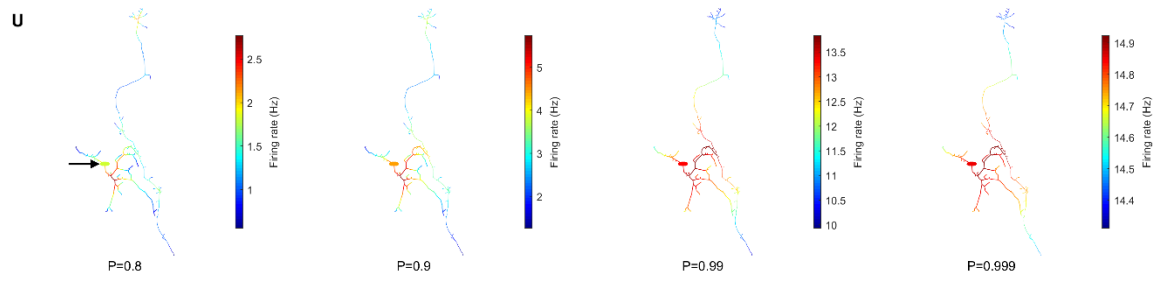 U
2.5
2
1.5
1
Firing rate (Hz)
P=0.8
5
4
3
2
Firing rate (Hz)
P=0.9
13.5
13
12.5
12
11.5
11
10.5
10
Firing rate (Hz)
P=0.99
14.9
14.8
14.7
14.6
14.5
14.4
Firing rate (Hz)
P=0.999